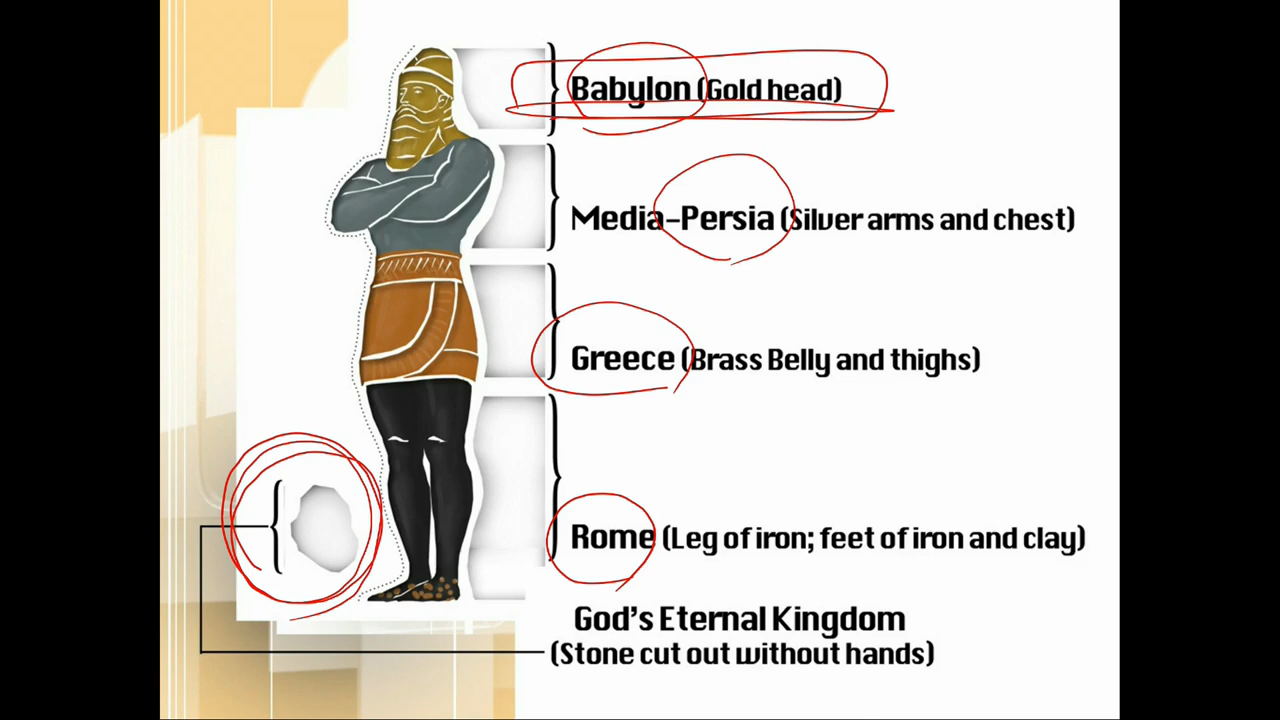 Babylon (Gold head)
Media-Persia (Silver arms and chest)
Greece (Brass Belly and thighs)
Rome (Leg of iron; feet of iron and clay)
God's Eternal Kingdom
(Stone cut out without hands)